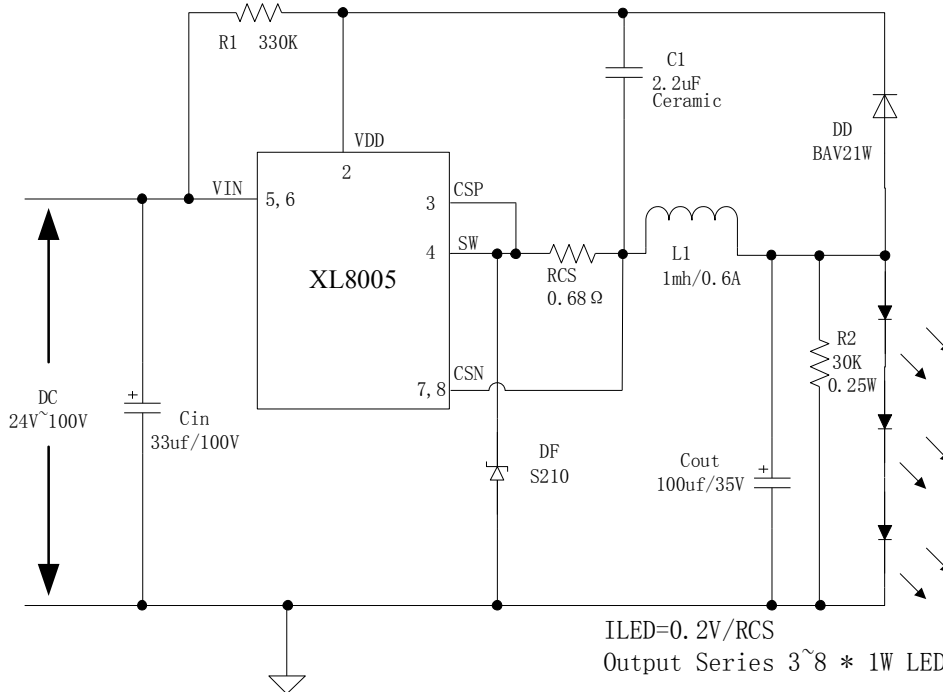 R1 330K
C1
2.2uF
Ceramic
DD
BAV21W
VDD
2
VIN
5,6
CSP
3
SW
4
XL8005
RCS
0.68Ω
L1
1mh/0.6A
R2
30K
0.25W
CSN
7,8
DC
24V~100V
Cin
33uf/100V
DF
S210
Cout
100uf/35V
+
+
ILED=0.2V/RCS
Output Series 3~8 * 1W LED